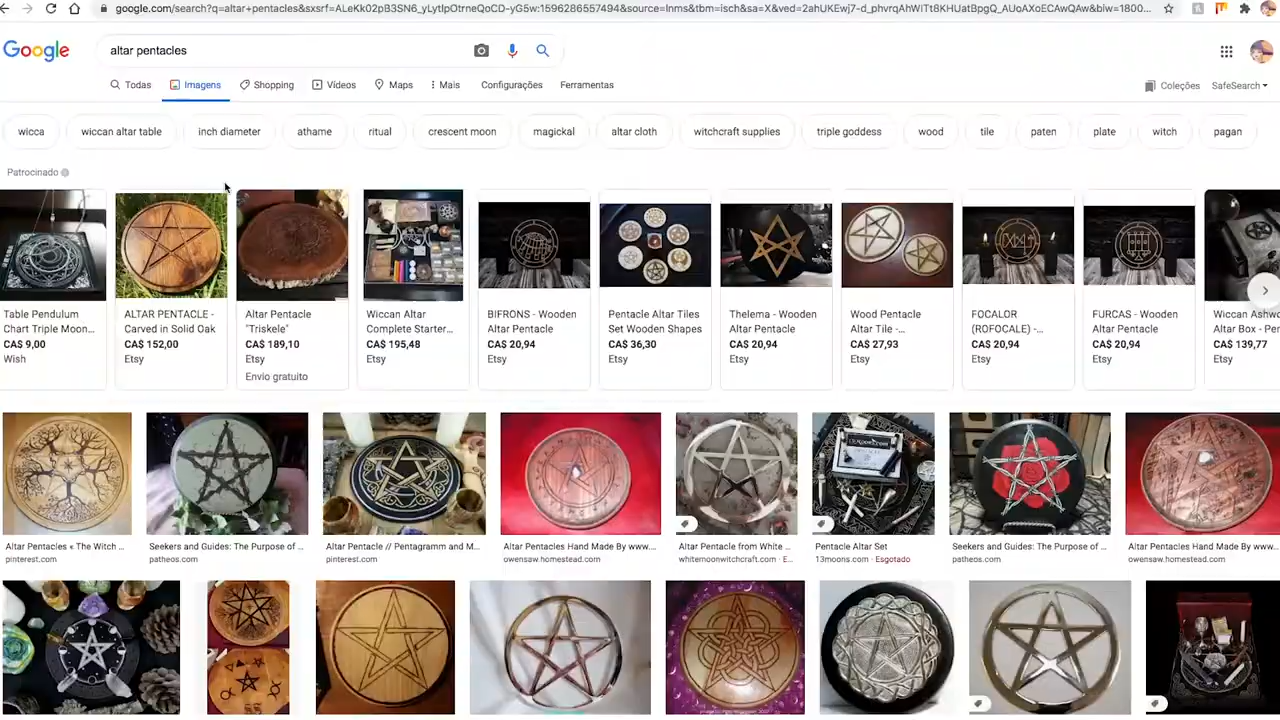 google.com/search?q=altar+pentacles&sxsrf=ALeKk02pB3SN6_yLytlpOtrneQoCD-yG5w:1596286557494&source=lnms&tbm=isch&sa=X&ved=2ahUKEwj7-d_phvrqAhWiTt8KHUatBpgQ_AUoAXoECAwQAw&biw=1800...
Google
altar pentacles
Todas Imagens Shopping Vídeos Maps Mais Configurações Ferramentas Coleções SafeSearch
wicca wiccan altar table inch diameter athame ritual crescent moon magickal altar cloth witchcraft supplies triple goddess wood tile paten plate witch pagan
Patrocinado
Table Pendulum
Chart Triple Moon...
CA$ 9,00
Wish
ALTAR PENTACLE -
Carved in Solid Oak
CA$ 152,00
Etsy
Altar Pentacle
"Triskele"
CA$ 189,10
Etsy
Envio gratuito
Wiccan Altar
Complete Starter...
CA$ 195,48
Etsy
BIFRONS - Wooden
Altar Pentacle
CA$ 20,94
Etsy
Pentacle Altar Tiles
Set Wooden Shapes
CA$ 36,30
Etsy
Thelema - Wooden
Altar Pentacle
CA$ 20,94
Etsy
Wood Pentacle
Altar Tile -...
CA$ 27,93
Etsy
FOCALOR
(ROFOCALE) -...
CA$ 20,94
Etsy
FURCAS - Wooden
Altar Pentacle
CA$ 20,94
Etsy
Wiccan Ashwo
Altar Box - Per
CA$ 139,77
Etsy
Altar Pentacles « The Witch ...
pinterest.com
Seekers and Guides: The Purpose of ...
patheos.com
Altar Pentacle // Pentagramm and M...
pinterest.com
Altar Pentacles Hand Made By www...
owensaw.homestead.com
Altar Pentacle from White ...
whitemoonwitchcraft.com · E...
Pentacle Altar Set
13moons.com · Esgotado
Seekers and Guides: The Purpose of ...
patheos.com
Altar Pentacles Hand Made By www...
owensaw.homestead.com